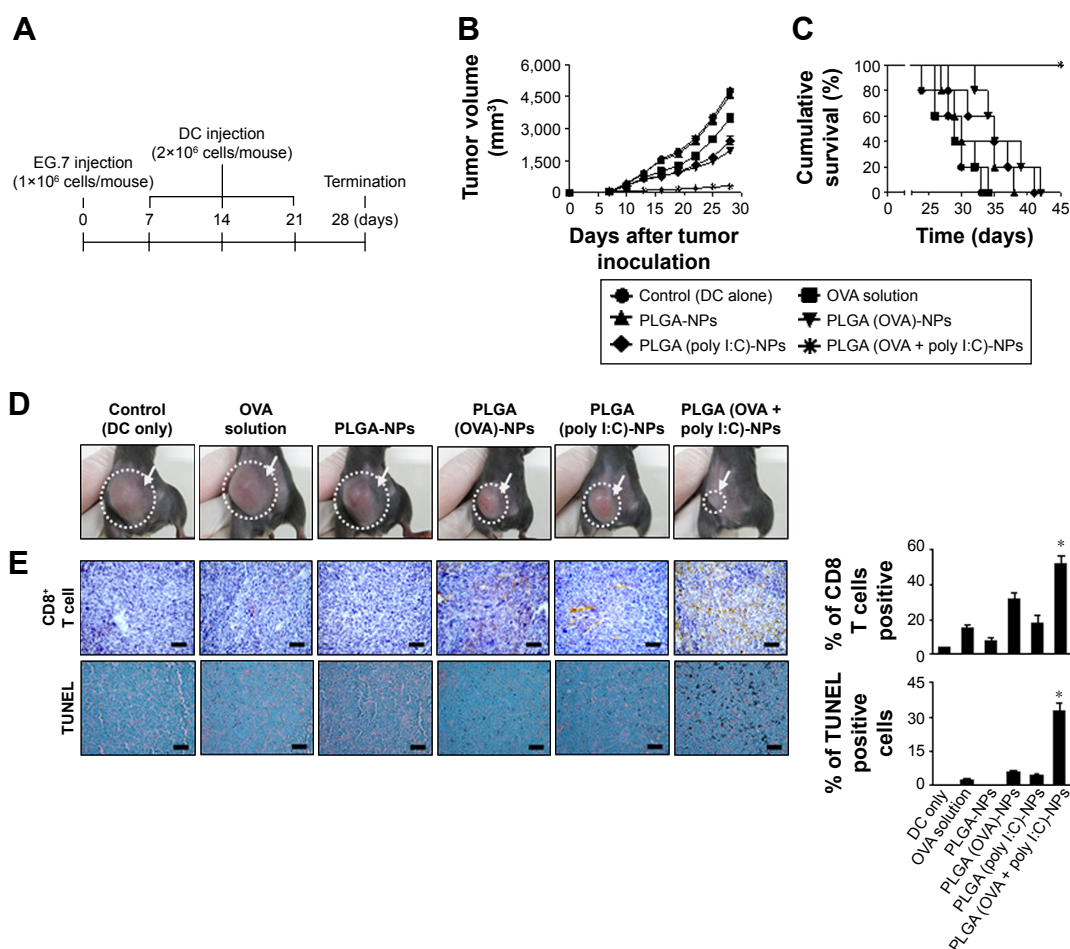 A
EG.7 injection
(1×10⁶ cells/mouse)
DC injection
(2×10⁶ cells/mouse)
Termination
0
7
14
21
28 (days)
B
Tumor volume
(mm³)
6,000
4,500
3,000
1,500
0
0
5
10
15
20
25
30
Days after tumor
inoculation
C
Cumulative
survival (%)
100
80
60
40
20
0
0
25
30
35
40
45
Time (days)
Control (DC alone)
OVA solution
PLGA-NPs
PLGA (OVA)-NPs
PLGA (poly I:C)-NPs
PLGA (OVA + poly I:C)-NPs
D
Control
(DC only)
OVA
solution
PLGA-NPs
PLGA
(OVA)-NPs
PLGA
(poly I:C)-NPs
PLGA (OVA +
poly I:C)-NPs
E
CD8⁺
T cell
TUNEL
% of CD8
T cells
positive
60
40
20
0
*
% of TUNEL
positive
cells
45
30
15
0
*
DC only
OVA solution
PLGA-NPs
PLGA (OVA)-NPs
PLGA (poly I:C)-NPs
PLGA (OVA + poly I:C)-NPs